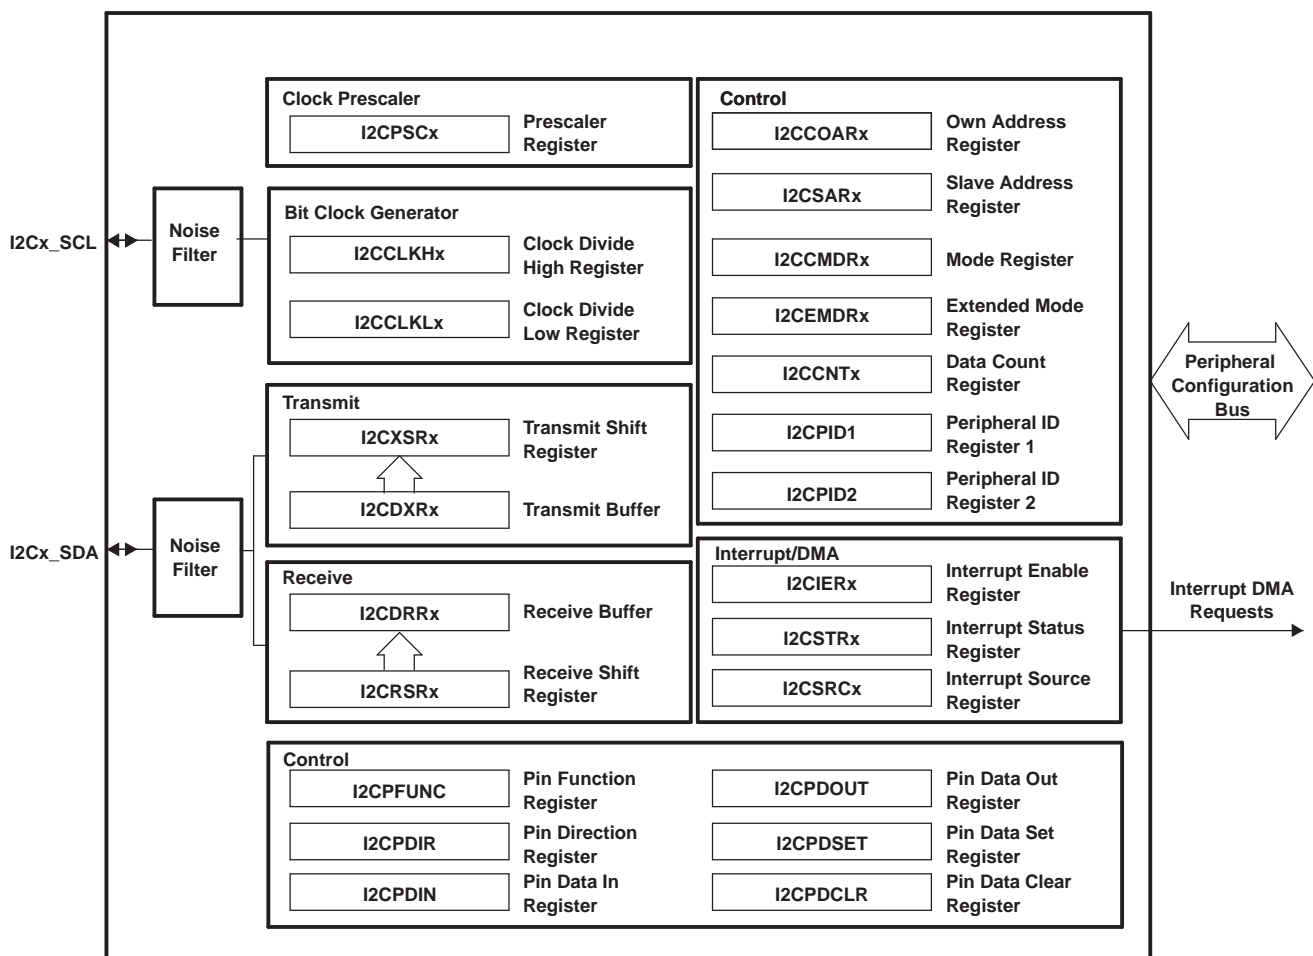 Clock Prescaler
I2CPSCx
Prescaler
Register
I2Cx_SCL
Noise
Filter
Bit Clock Generator
I2CCLKHx
Clock Divide
High Register
I2CCLKLx
Clock Divide
Low Register
Transmit
I2CXSRx
Transmit Shift
Register
I2CDXRx
Transmit Buffer
I2Cx_SDA
Noise
Filter
Receive
I2CDRRx
Receive Buffer
I2CRSRx
Receive Shift
Register
Control
I2CCOARx
Own Address
Register
I2CSARx
Slave Address
Register
I2CCMDRx
Mode Register
I2CEMDRx
Extended Mode
Register
I2CCNTx
Data Count
Register
I2CPID1
Peripheral ID
Register 1
I2CPID2
Peripheral ID
Register 2
Peripheral
Configuration
Bus
Interrupt/DMA
I2CIERx
Interrupt Enable
Register
I2CSTRx
Interrupt Status
Register
I2CSRCx
Interrupt Source
Register
Interrupt DMA
Requests
Control
I2CPFUNC
Pin Function
Register
I2CPDIR
Pin Direction
Register
I2CPDIN
Pin Data In
Register
I2CPDOUT
Pin Data Out
Register
I2CPDSET
Pin Data Set
Register
I2CPDCLR
Pin Data Clear
Register